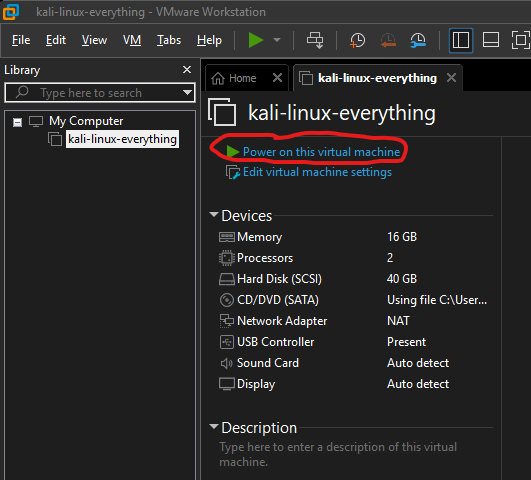 kali-linux-everything - VMware Workstation
File Edit View VM Tabs Help
Library
Type here to search
My Computer
kali-linux-everything
Home
kali-linux-everything
kali-linux-everything
Power on this virtual machine
Edit virtual machine settings
Devices
Memory 16 GB
Processors 2
Hard Disk (SCSI) 40 GB
CD/DVD (SATA) Using file C:\User...
Network Adapter NAT
USB Controller Present
Sound Card Auto detect
Display Auto detect
Description
Type here to enter a description of this virtual
machine.